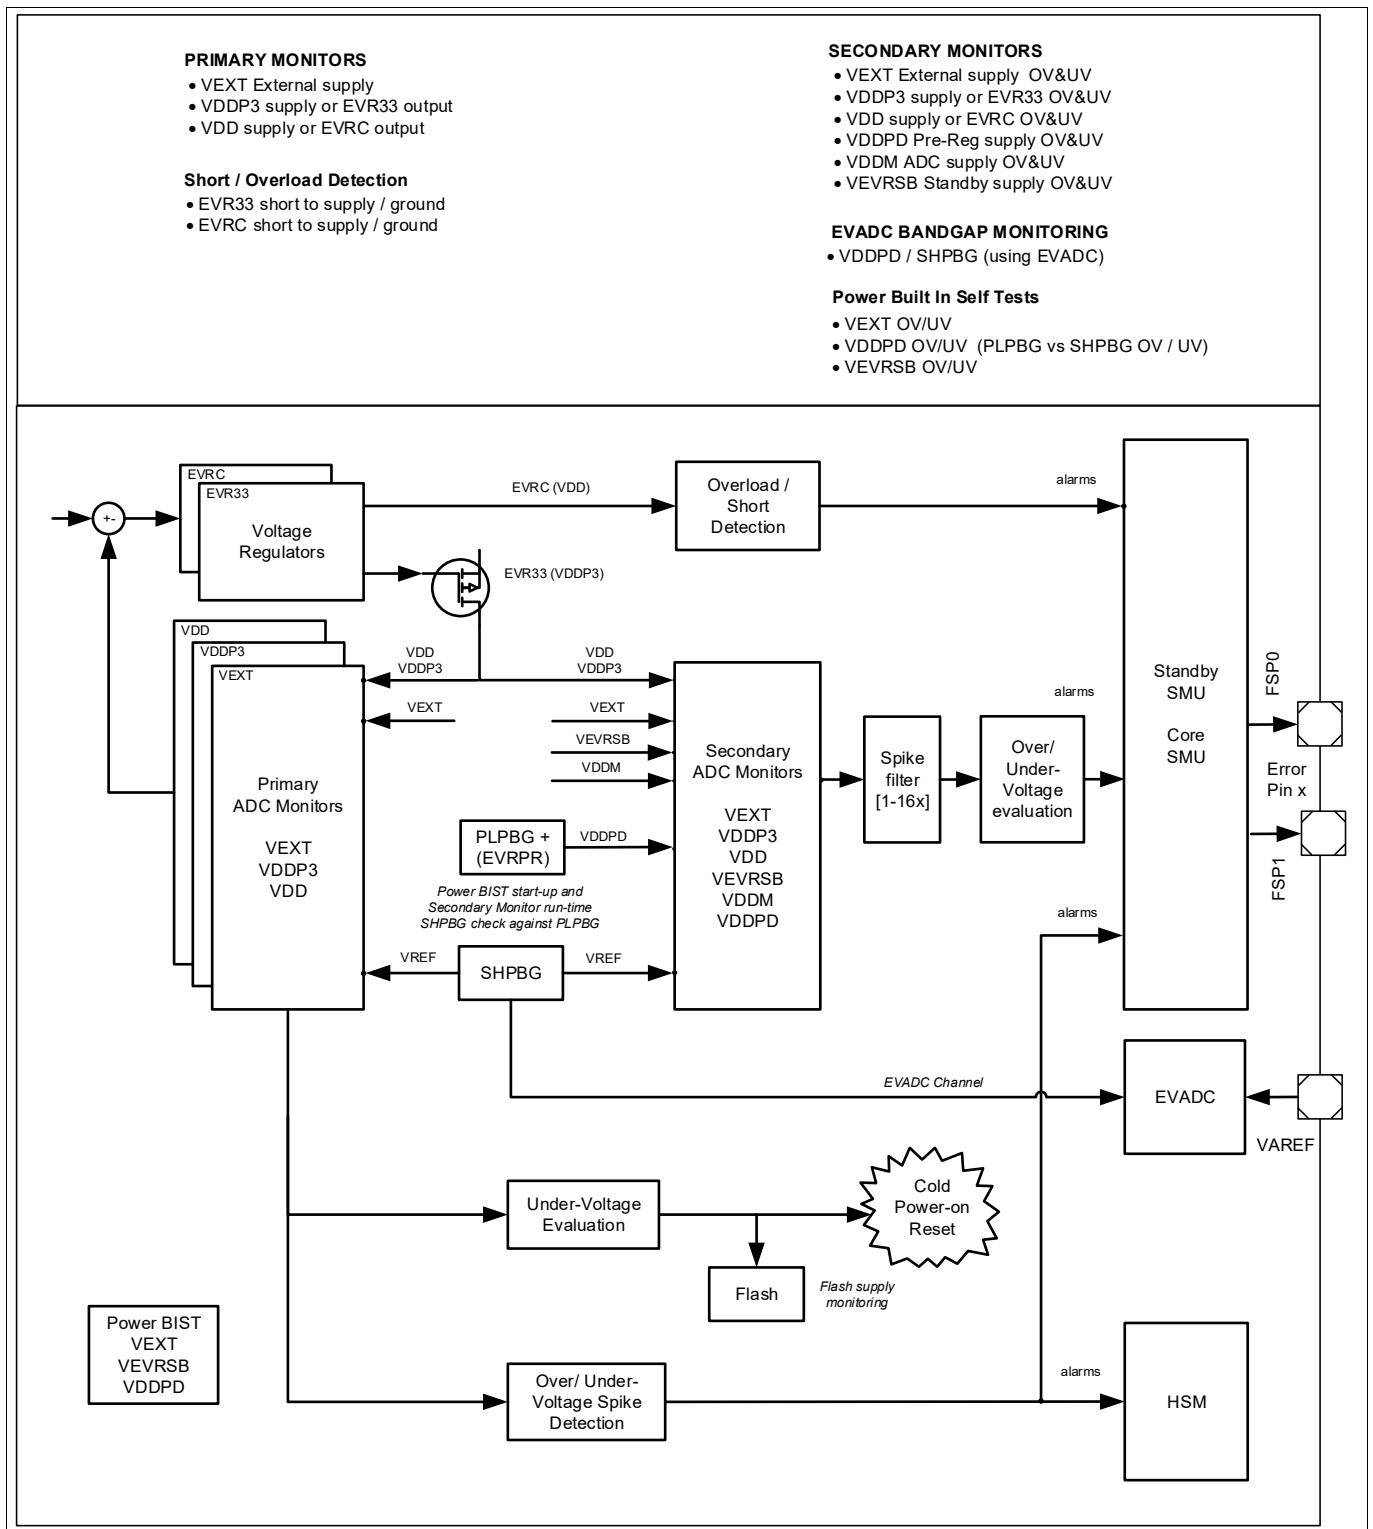 PRIMARY MONITORS
• VEXT External supply
• VDDP3 supply or EVR33 output
• VDD supply or EVRC output
Short / Overload Detection
• EVR33 short to supply / ground
• EVRC short to supply / ground
SECONDARY MONITORS
• VEXT External supply OV&UV
• VDDP3 supply or EVR33 OV&UV
• VDD supply or EVRC OV&UV
• VDDPD Pre-Reg supply OV&UV
• VDDM ADC supply OV&UV
• VEVRSB Standby supply OV&UV
EVADC BANDGAP MONITORING
• VDDPD / SHPBG (using EVADC)
Power Built In Self Tests
• VEXT OV/UV
• VDDPD OV/UV (PLPBG vs SHPBG OV / UV)
• VEVRSB OV/UV
EVRC
EVR33
Voltage
Regulators
+-
EVRC (VDD)
Overload /
Short
Detection
alarms
EVR33 (VDDP3)
VDD
VDDP3
VEXT
Primary
ADC Monitors
VEXT
VDDP3
VDD
VDD
VDDP3
VEXT
VDD
VDDP3
VEXT
VEVRSB
VDDM
PLPBG +
(EVRPR)
VDDPD
Power BIST start-up and
Secondary Monitor run-time
SHPBG check against PLPBG
VREF
SHPBG
VREF
Secondary
ADC Monitors
VEXT
VDDP3
VDD
VEVRSB
VDDM
VDDPD
Spike
filter
[1-16x]
Over/
Under-
Voltage
evaluation
alarms
alarms
Standby
SMU
Core
SMU
FSP0
Error
Pin x
FSP1
EVADC Channel
EVADC
VAREF
Under-Voltage
Evaluation
Cold
Power-on
Reset
Flash
Flash supply
monitoring
Power BIST
VEXT
VEVRSB
VDDPD
Over/ Under-
Voltage Spike
Detection
alarms
HSM